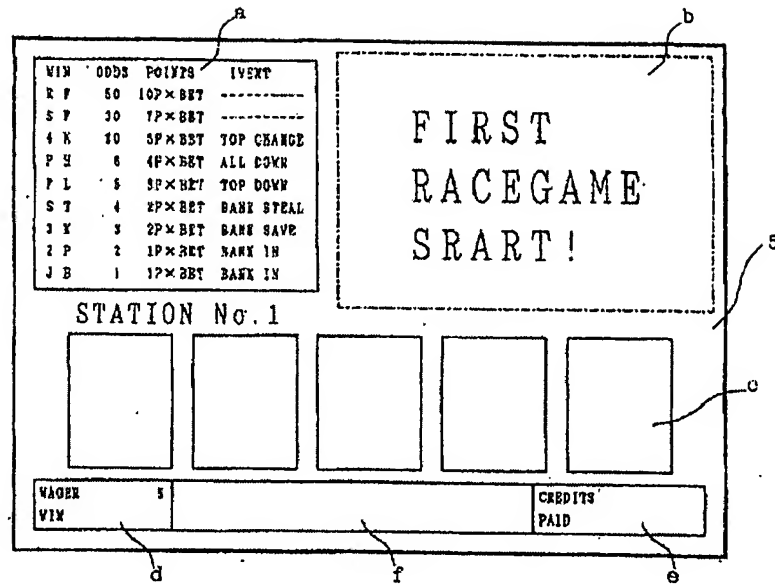 a
b
WIN ODDS POINTS EVENT
R F 50 10P×BET ----------
S F 30 7P×BET ----------
4 K 20 5P×BET TOP CHANGE
F H 6 4P×BET ALL DOWN
F L 5 3P×BET TOP DOWN
S T 4 2P×BET BANK STEAL
3 K 3 2P×BET BANK SAVE
2 P 2 1P×BET BANK IN
J B 1 1P×BET BANK IN
FIRST
RACEGAME
SRART!
5
STATION No.1
c
WAGER 5
WIN
CREDITS
PAID
d
f
e